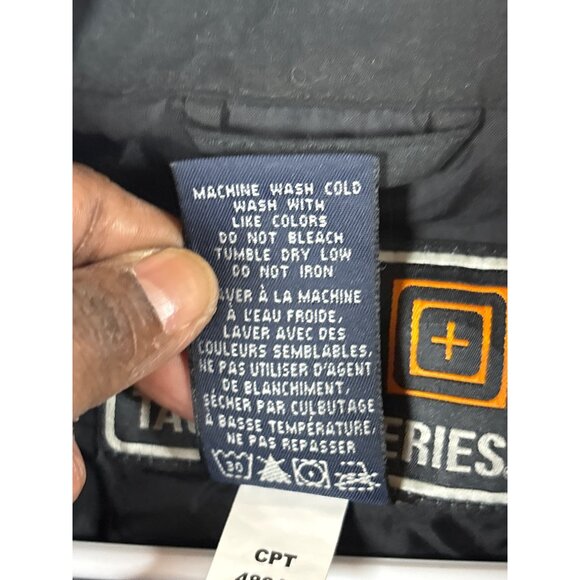 MACHINE WASH COLD
WASH WITH
LIKE COLORS
DO NOT BLEACH
TUMBLE DRY LOW
DO NOT IRON
AVER À LA MACHINE
À L'EAU FROIDE,
LAVER AVEC DES
COULEURS SEMBLABLES,
NE PAS UTILISER D'AGENT
DE BLANCHIMENT,
SÉCHER PAR CULBUTAGE
À BASSE TEMPÉRATURE,
NE PAS REPASSER
30
TAC ERIES
CPT